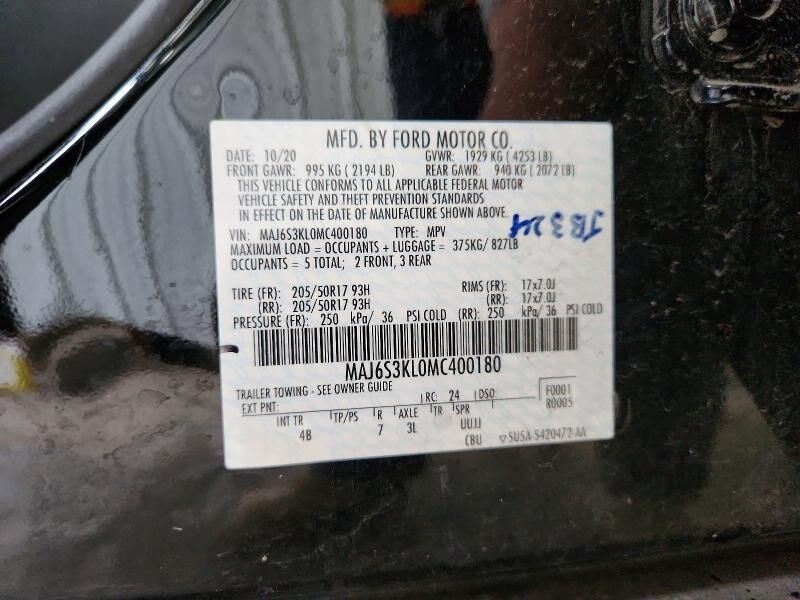 MFD. BY FORD MOTOR CO.
DATE: 10/20 GVWR: 1929 KG ( 4253 LB)
FRONT GAWR: 995 KG ( 2194 LB) REAR GAWR: 940 KG ( 2072 LB)
THIS VEHICLE CONFORMS TO ALL APPLICABLE FEDERAL MOTOR
VEHICLE SAFETY AND THEFT PREVENTION STANDARDS
IN EFFECT ON THE DATE OF MANUFACTURE SHOWN ABOVE.
VIN: MAJ6S3KL0MC400180 TYPE: MPV
MAXIMUM LOAD = OCCUPANTS + LUGGAGE = 375KG/ 827LB
OCCUPANTS = 5 TOTAL; 2 FRONT, 3 REAR
TIRE (FR): 205/50R17 93H RIMS (FR): 17x7.0J
(RR): 205/50R17 93H (RR): 17x7.0J
PRESSURE (FR): 250 kPa/ 36 PSI COLD (RR): 250 kPa/ 36 PSI COLD
MAJ6S3KL0MC400180
TRAILER TOWING - SEE OWNER GUIDE
EXT PNT: RC: 24 DSO: F0001
R0005
INT TR TP/PS R AXLE TR SPR UUJJ
4B 7 3L CBU SU5A-5420472-AA